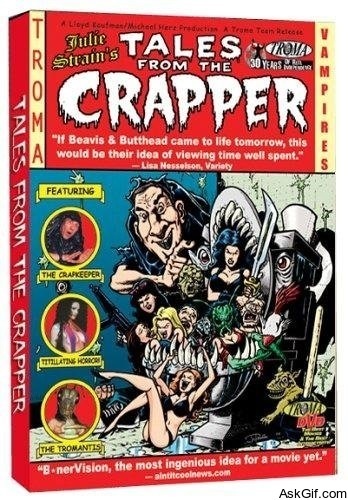 A Lloyd Kaufman/Michael Herz Production A Troma Team Release
Julie
Strain's
TALES
FROM THE
CRAPPER
TROMA
30 YEARS OF REEL
INDEPENDENCE
TROMA
VAMPIRES
"If Beavis & Butthead came to life tomorrow, this
would be their idea of viewing time well spent."
— Lisa Nesselson, Variety
FEATURING
THE CRAPKEEPER
TITILLATING HORROR!
THE TROMANTIS
TALES FROM THE CRAPPER
TROMA
DVD
"B*nerVision, the most ingenious idea for a movie yet."
— aintitcoolnews.com
AskGif.com